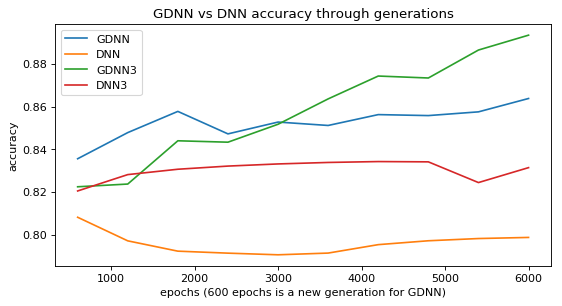 GDNN vs DNN accuracy through generations
GDNN
DNN
GDNN3
DNN3
0.88
0.86
0.84
0.82
0.80
accuracy
1000 2000 3000 4000 5000 6000
epochs (600 epochs is a new generation for GDNN)